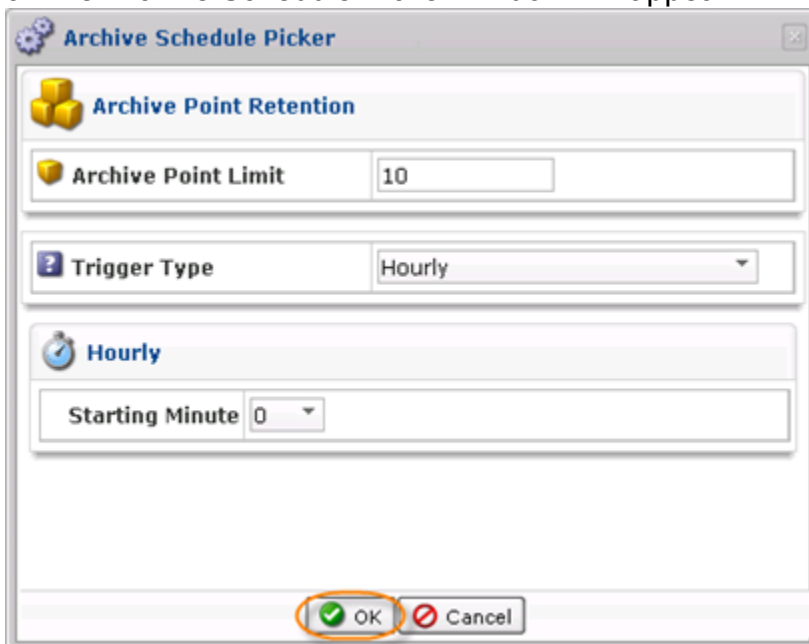 Archive Schedule Picker
Archive Point Retention
Archive Point Limit 10
Trigger Type Hourly
Hourly
Starting Minute 0
OK Cancel